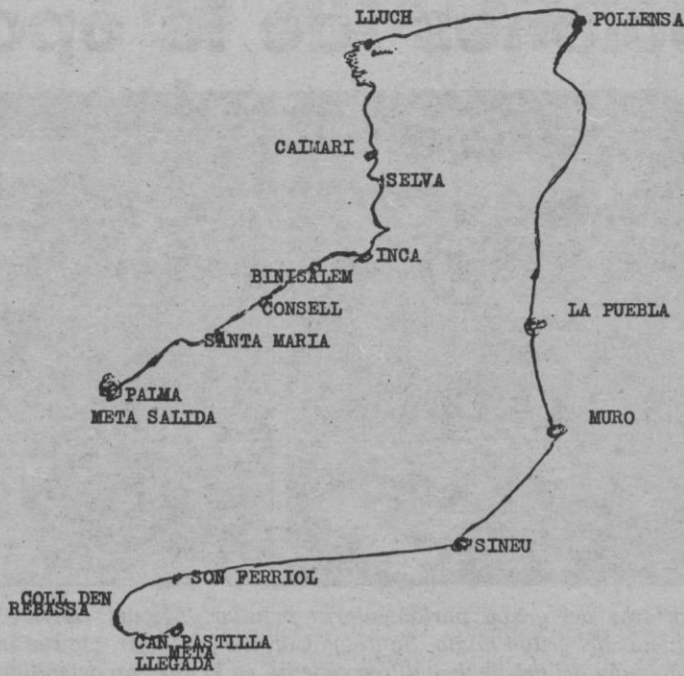 LLUCH
POLLENSA
CAIMARI
SELVA
INCA
BINISALEM
CONSELL
SANTA MARIA
LA PUEBLA
PALMA
META SALIDA
MURO
SINEU
SON FERRIOL
COLL DEN
REBASSA
CAN PASTILLA
META
LLEGADA